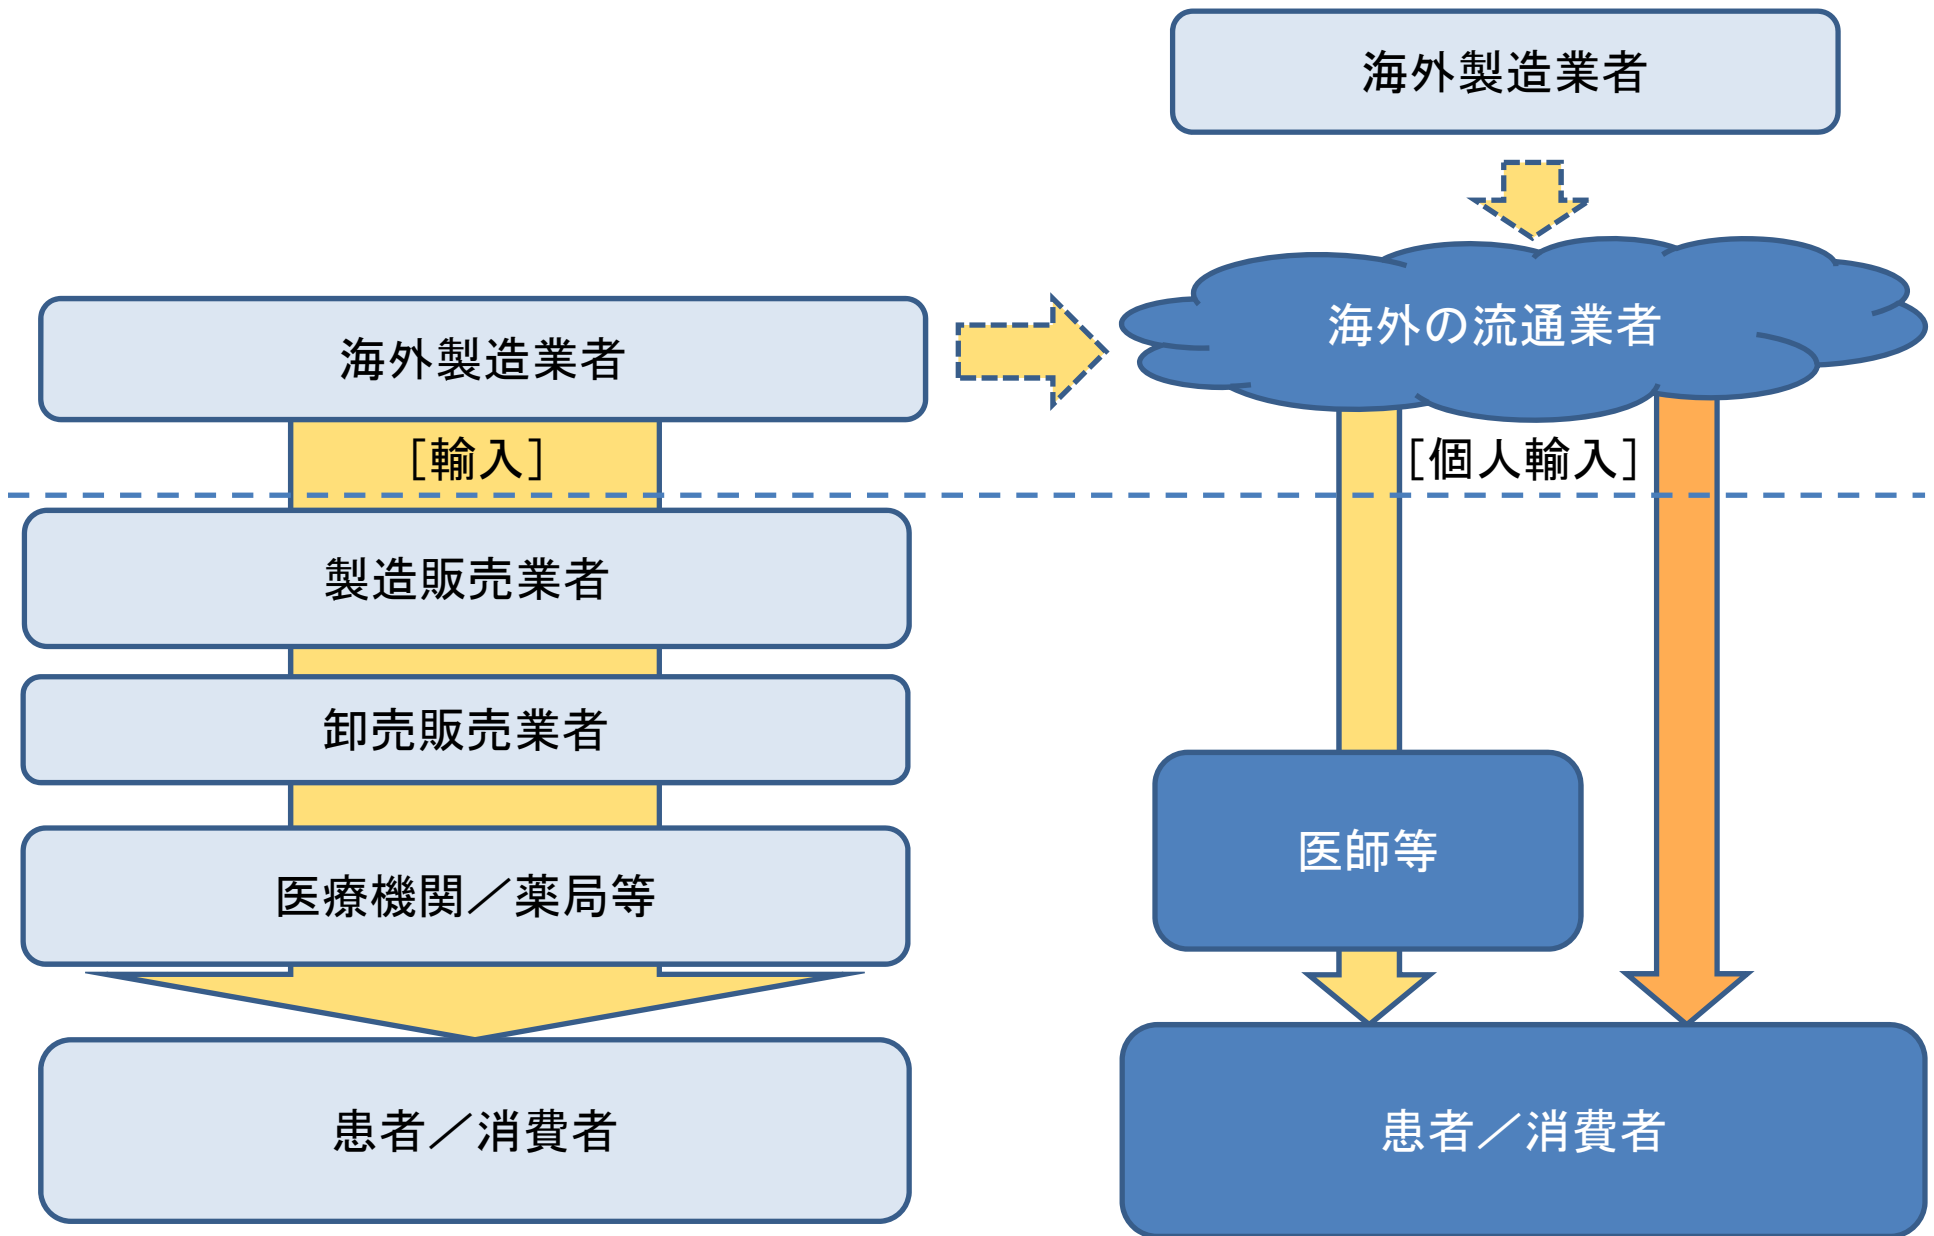 海外製造業者
海外の流通業者
海外製造業者
［輸入］
［個人輸入］
製造販売業者
卸売販売業者
医療機関／薬局等
医師等
患者／消費者
患者／消費者